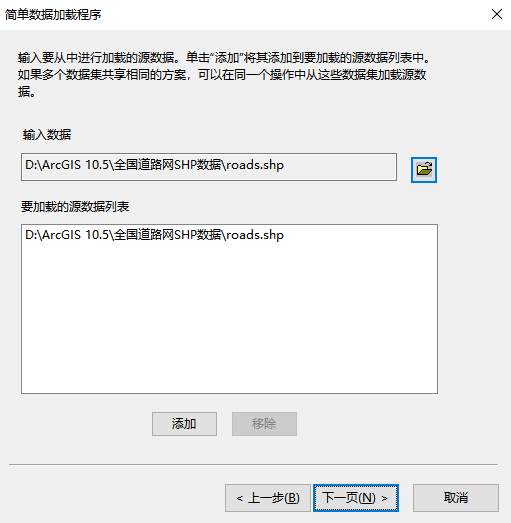 简单数据加载程序
输入要从中进行加载的源数据。单击“添加”将其添加到要加载的源数据列表中。
如果多个数据集共享相同的方案，可以在同一个操作中从这些数据集加载源数
据。
输入数据
D:\ArcGIS 10.5\全国道路网SHP数据\roads.shp
要加载的源数据列表
D:\ArcGIS 10.5\全国道路网SHP数据\roads.shp
添加 移除
< 上一步(B) 下一页(N) > 取消